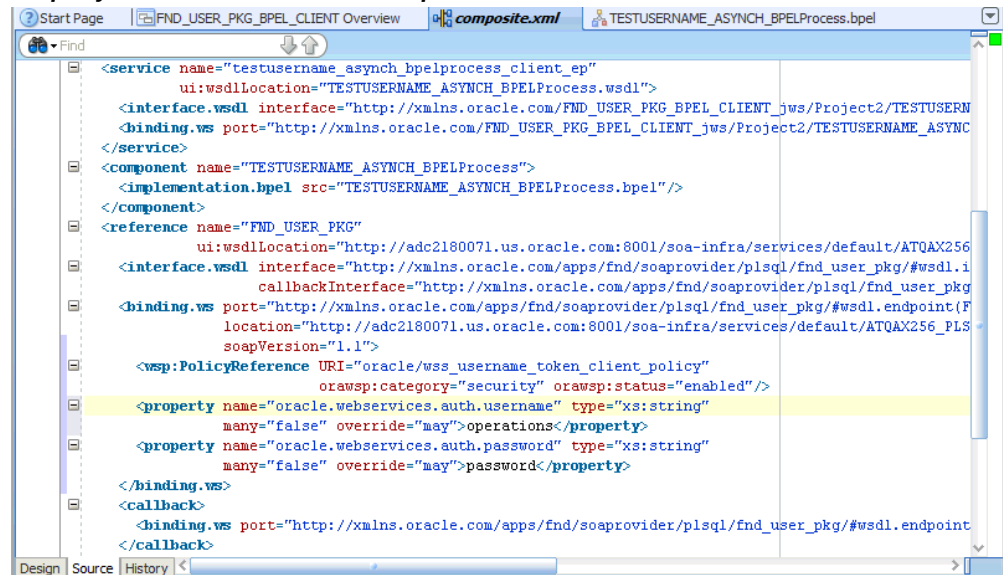 Start Page FND_USER_PKG_BPEL_CLIENT Overview composite.xml TESTUSERNAME_ASYNCH_BPELProcess.bpel
Find
<service name="testusername_asynch_bpelprocess_client_ep"
ui:wsdlLocation="TESTUSERNAME_ASYNCH_BPELProcess.wsdl">
<interface.wsdl interface="http://xmlns.oracle.com/FND_USER_PKG_BPEL_CLIENT_jws/Project2/TESTUSERN
<binding.ws port="http://xmlns.oracle.com/FND_USER_PKG_BPEL_CLIENT_jws/Project2/TESTUSERNAME_ASYNC
</service>
<component name="TESTUSERNAME_ASYNCH_BPELProcess">
<implementation.bpel src="TESTUSERNAME_ASYNCH_BPELProcess.bpel"/>
</component>
<reference name="FND_USER_PKG"
ui:wsdlLocation="http://adc2180071.us.oracle.com:8001/soa-infra/services/default/ATQAX256
<interface.wsdl interface="http://xmlns.oracle.com/apps/fnd/soaprovider/plsql/fnd_user_pkg/#wsdl.i
callbackInterface="http://xmlns.oracle.com/apps/fnd/soaprovider/plsql/fnd_user_pkg
<binding.ws port="http://xmlns.oracle.com/apps/fnd/soaprovider/plsql/fnd_user_pkg/#wsdl.endpoint(F
location="http://adc2180071.us.oracle.com:8001/soa-infra/services/default/ATQAX256_PLS
soapVersion="1.1">
<wsp:PolicyReference URI="oracle/wss_username_token_client_policy"
orawsp:category="security" orawsp:status="enabled"/>
<property name="oracle.webservices.auth.username" type="xs:string"
many="false" override="may">operations</property>
<property name="oracle.webservices.auth.password" type="xs:string"
many="false" override="may">password</property>
</binding.ws>
<callback>
<binding.ws port="http://xmlns.oracle.com/apps/fnd/soaprovider/plsql/fnd_user_pkg/#wsdl.endpoint
</callback>
Design Source History